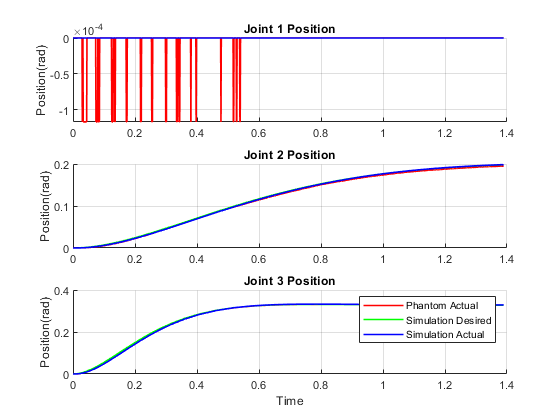 Joint 1 Position
×10-4
0
-0.5
-1
Position(rad)
0 0.2 0.4 0.6 0.8 1 1.2 1.4
Joint 2 Position
0.2
0.1
0
Position(rad)
0 0.2 0.4 0.6 0.8 1 1.2 1.4
Joint 3 Position
0.4
0.2
0
Position(rad)
Phantom Actual
Simulation Desired
Simulation Actual
0 0.2 0.4 0.6 0.8 1 1.2 1.4
Time